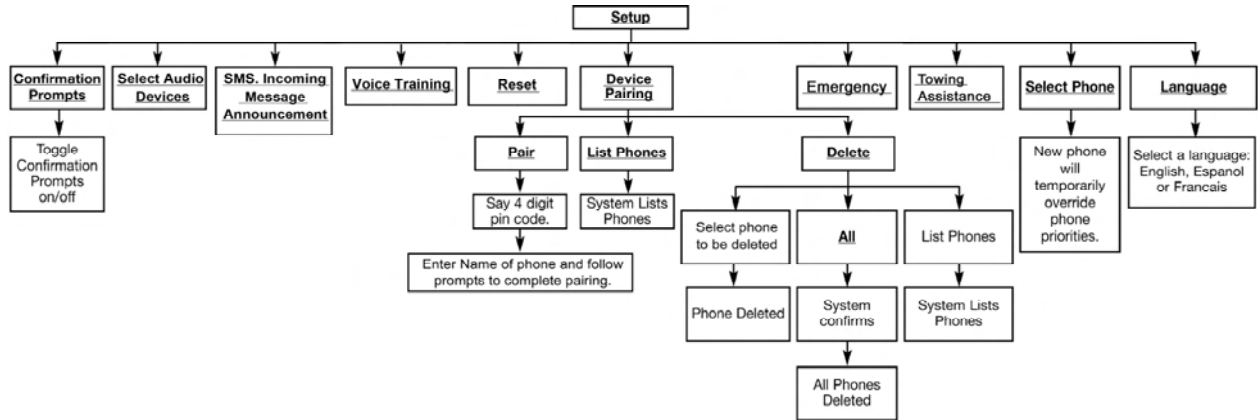 Setup
Confirmation
Prompts
Select Audio
Devices
SMS. Incoming
Message
Announcement
Voice Training
Reset
Device
Pairing
Emergency
Towing
Assistance
Select Phone
Language
Toggle
Confirmation
Prompts
on/off
Pair
List Phones
Delete
New phone
will
temporarily
override
phone
priorities.
Select a language:
English, Espanol
or Francais
Say 4 digit
pin code.
System Lists
Phones
Select phone
to be deleted
All
List Phones
Enter Name of phone and follow
prompts to complete pairing.
Phone Deleted
System
confirms
System Lists
Phones
All Phones
Deleted